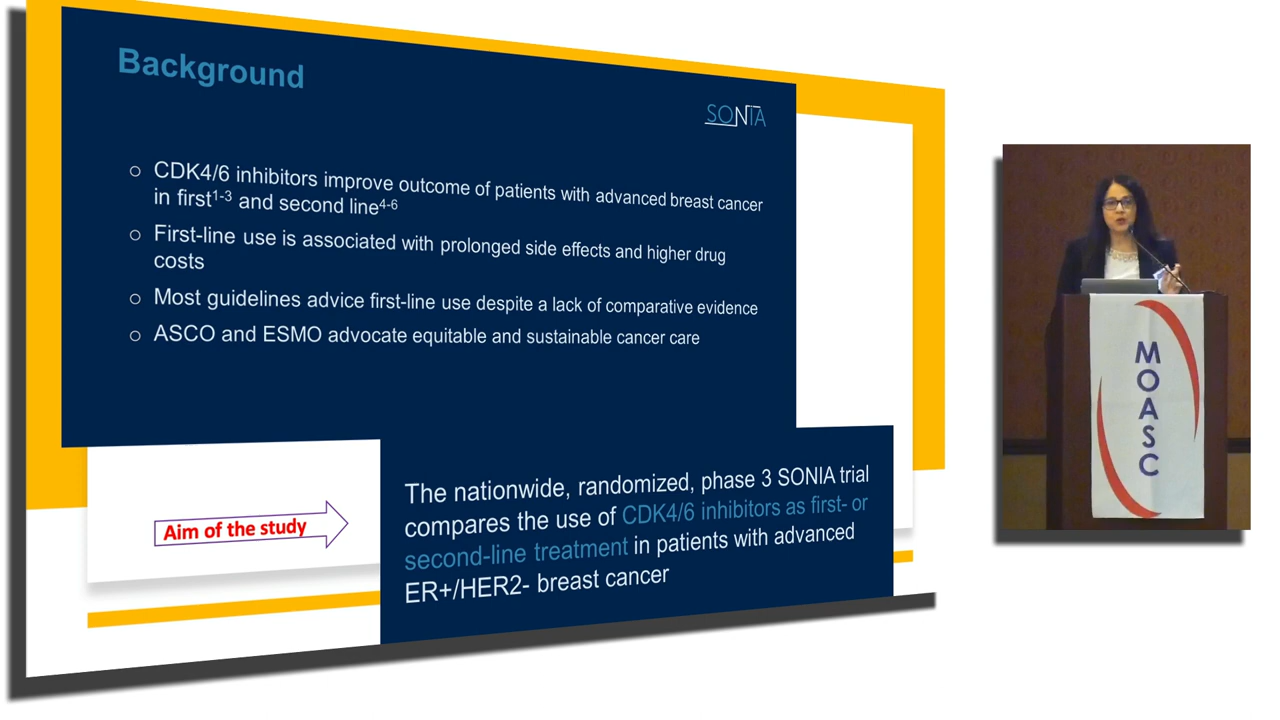 Background
SONIA
CDK4/6 inhibitors improve outcome of patients with advanced breast cancer
in first1-3 and second line4-6
First-line use is associated with prolonged side effects and higher drug
costs
Most guidelines advice first-line use despite a lack of comparative evidence
ASCO and ESMO advocate equitable and sustainable cancer care
Aim of the study
The nationwide, randomized, phase 3 SONIA trial
compares the use of CDK4/6 inhibitors as first- or
second-line treatment in patients with advanced
ER+/HER2- breast cancer
MOASC